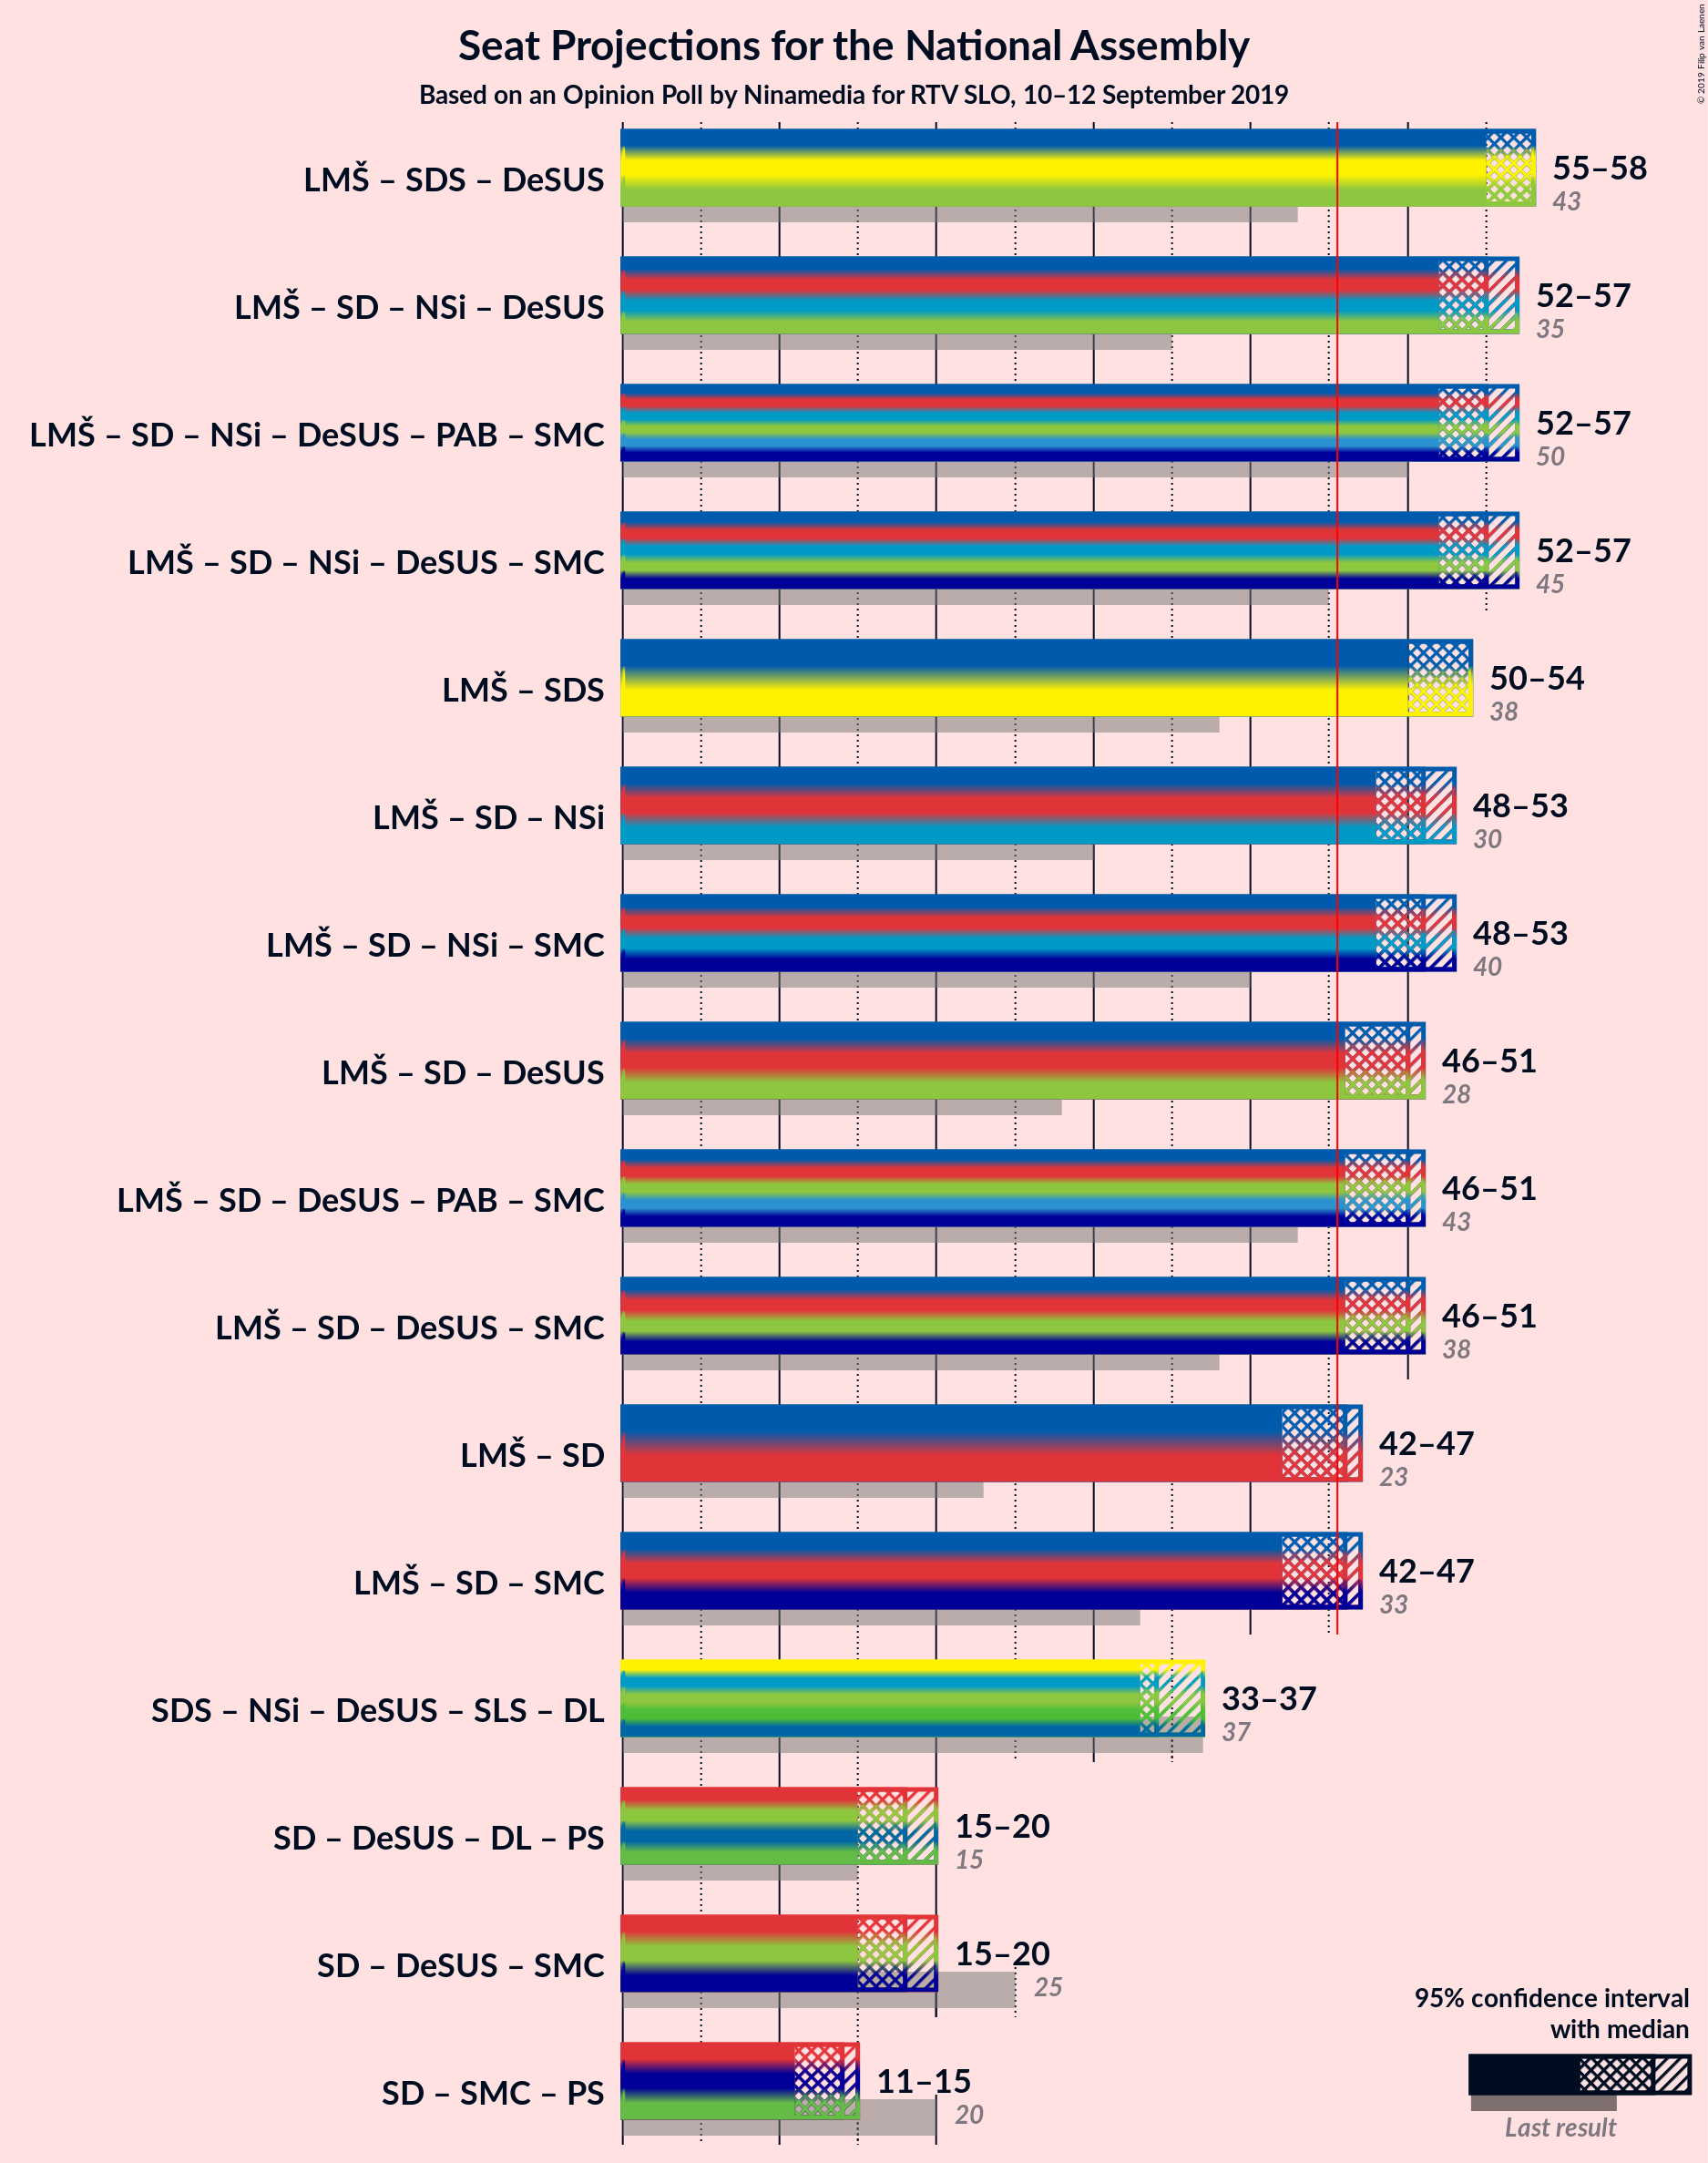 Seat Projections for the National Assembly
Based on an Opinion Poll by Ninamedia for RTV SLO, 10–12 September 2019
© 2019 Filip van Laenen
LMŠ – SDS – DeSUS
55–58
43
LMŠ – SD – NSi – DeSUS
52–57
35
LMŠ – SD – NSi – DeSUS – PAB – SMC
52–57
50
LMŠ – SD – NSi – DeSUS – SMC
52–57
45
LMŠ – SDS
50–54
38
LMŠ – SD – NSi
48–53
30
LMŠ – SD – NSi – SMC
48–53
40
LMŠ – SD – DeSUS
46–51
28
LMŠ – SD – DeSUS – PAB – SMC
46–51
43
LMŠ – SD – DeSUS – SMC
46–51
38
LMŠ – SD
42–47
23
LMŠ – SD – SMC
42–47
33
SDS – NSi – DeSUS – SLS – DL
33–37
37
SD – DeSUS – DL – PS
15–20
15
SD – DeSUS – SMC
15–20
25
SD – SMC – PS
11–15
20
95% confidence interval
with median
Last result